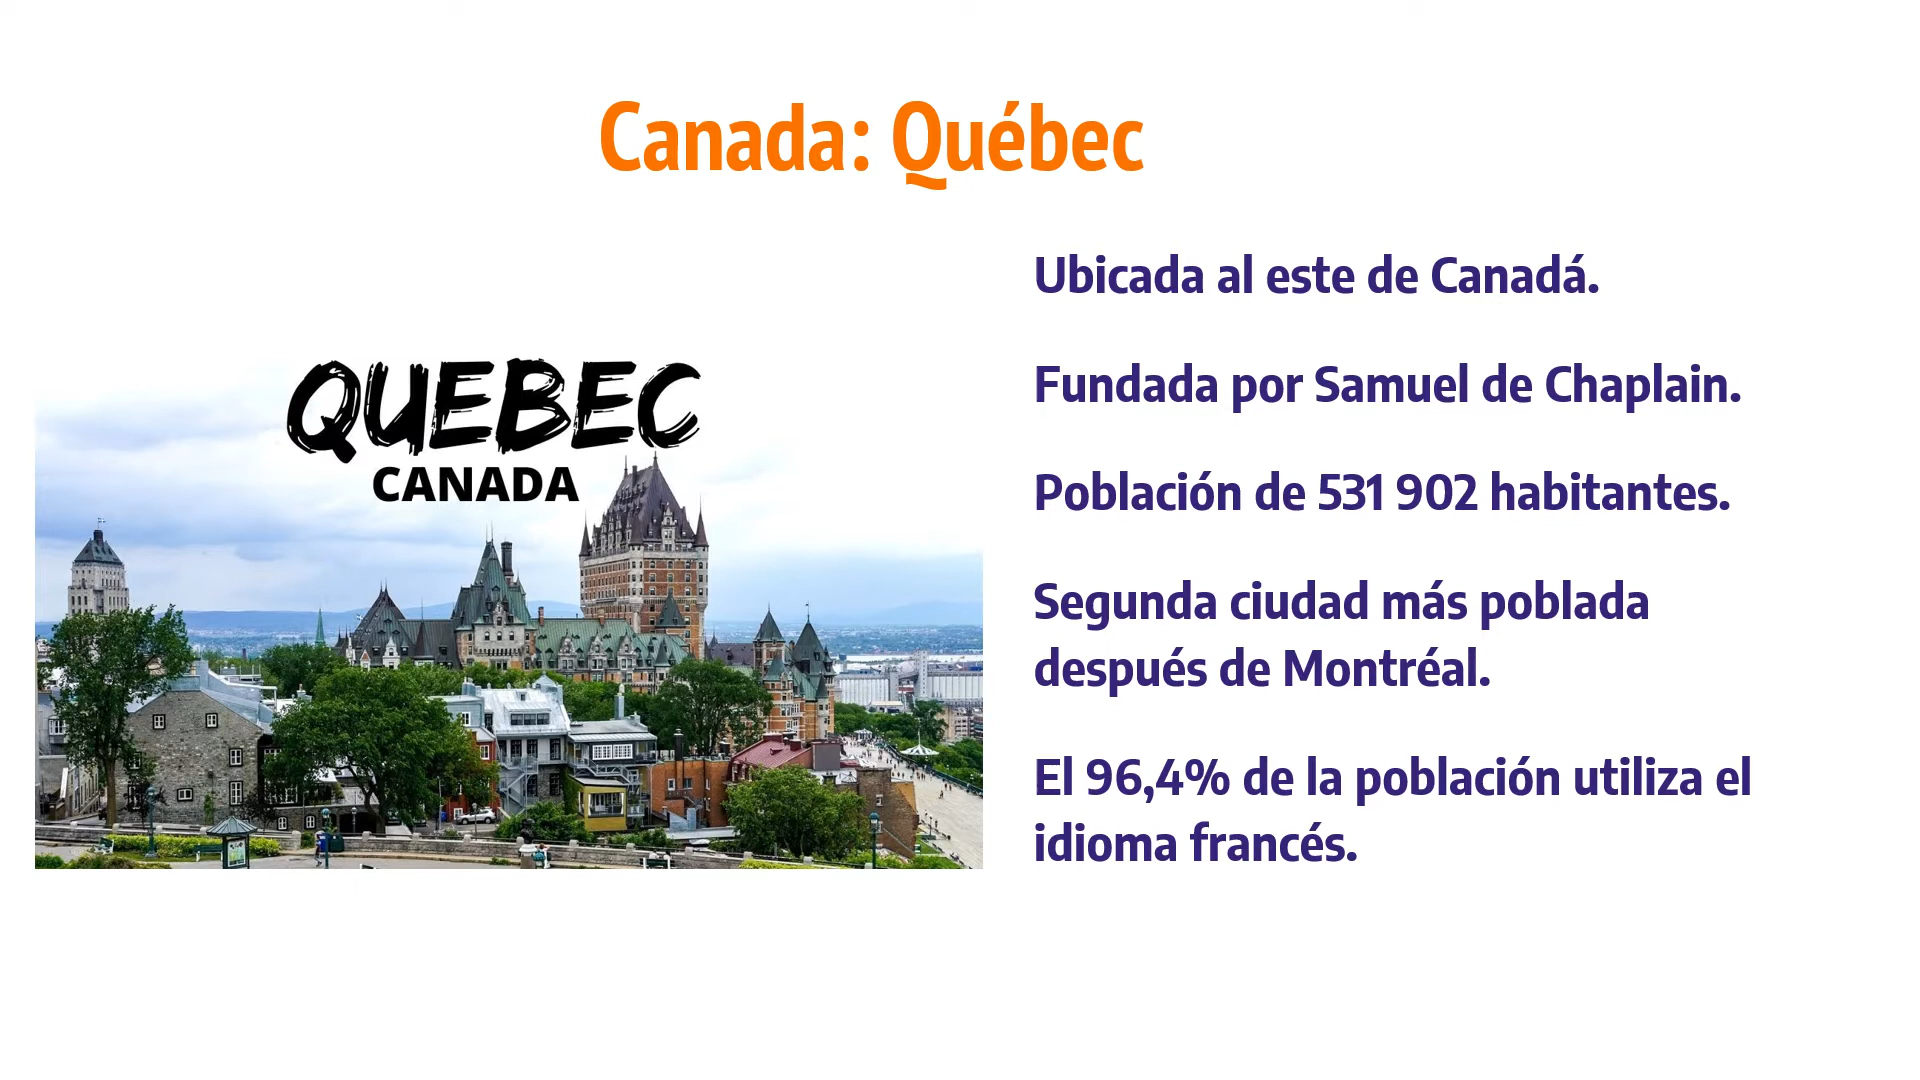 Canada: Québec
QUEBEC
CANADA
Ubicada al este de Canadá.
Fundada por Samuel de Chaplain.
Población de 531 902 habitantes.
Segunda ciudad más poblada
después de Montréal.
El 96,4% de la población utiliza el
idioma francés.